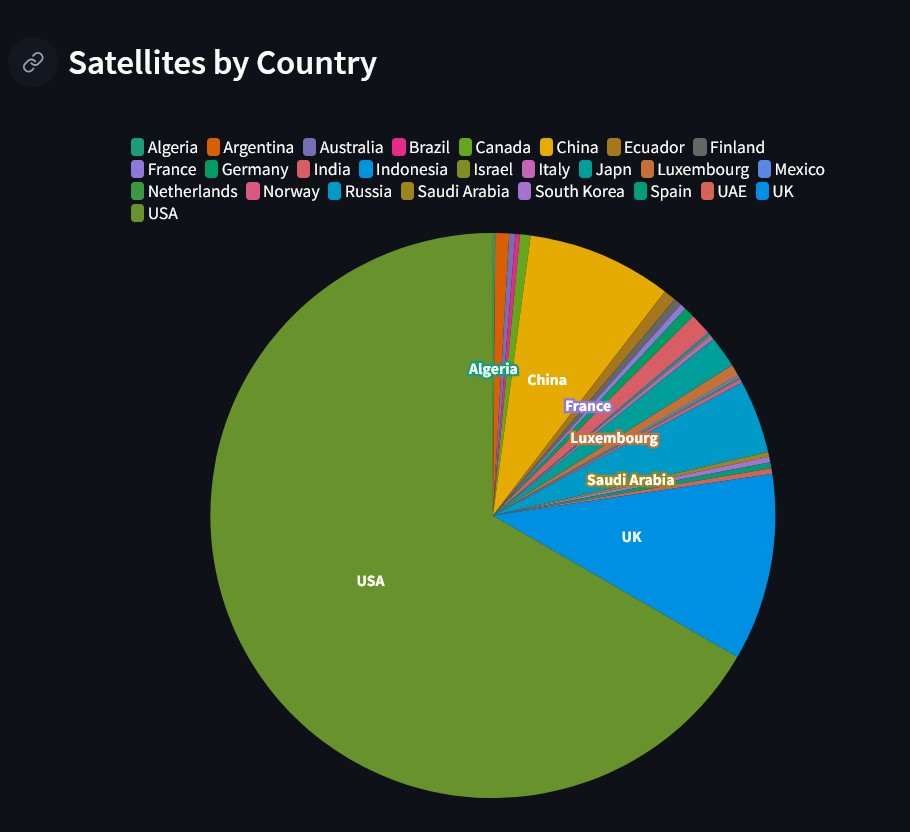 Satellites by Country
Algeria Argentina Australia Brazil Canada China Ecuador Finland
France Germany India Indonesia Israel Italy Japn Luxembourg Mexico
Netherlands Norway Russia Saudi Arabia South Korea Spain UAE UK
USA
Algeria
China
France
Luxembourg
Saudi Arabia
UK
USA